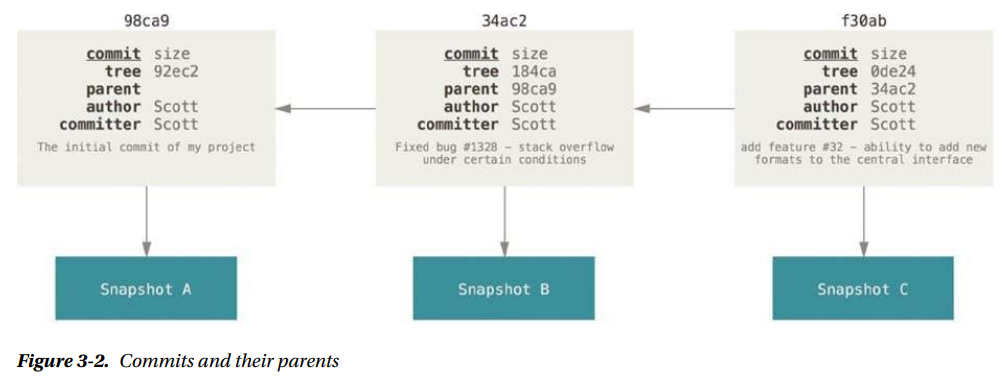 98ca9
commit size
tree 92ec2
parent
author Scott
committer Scott
The initial commit of my project
Snapshot A
34ac2
commit size
tree 184ca
parent 98ca9
author Scott
committer Scott
Fixed bug #1328 – stack overflow
under certain conditions
Snapshot B
f30ab
commit size
tree 0de24
parent 34ac2
author Scott
committer Scott
add feature #32 – ability to add new
formats to the central interface
Snapshot C
Figure 3-2. Commits and their parents